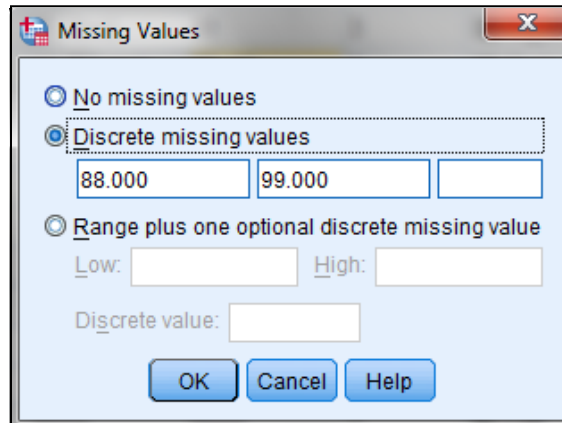 Missing Values
No missing values
Discrete missing values
88.000 99.000
Range plus one optional discrete missing value
Low: High:
Discrete value:
OK Cancel Help